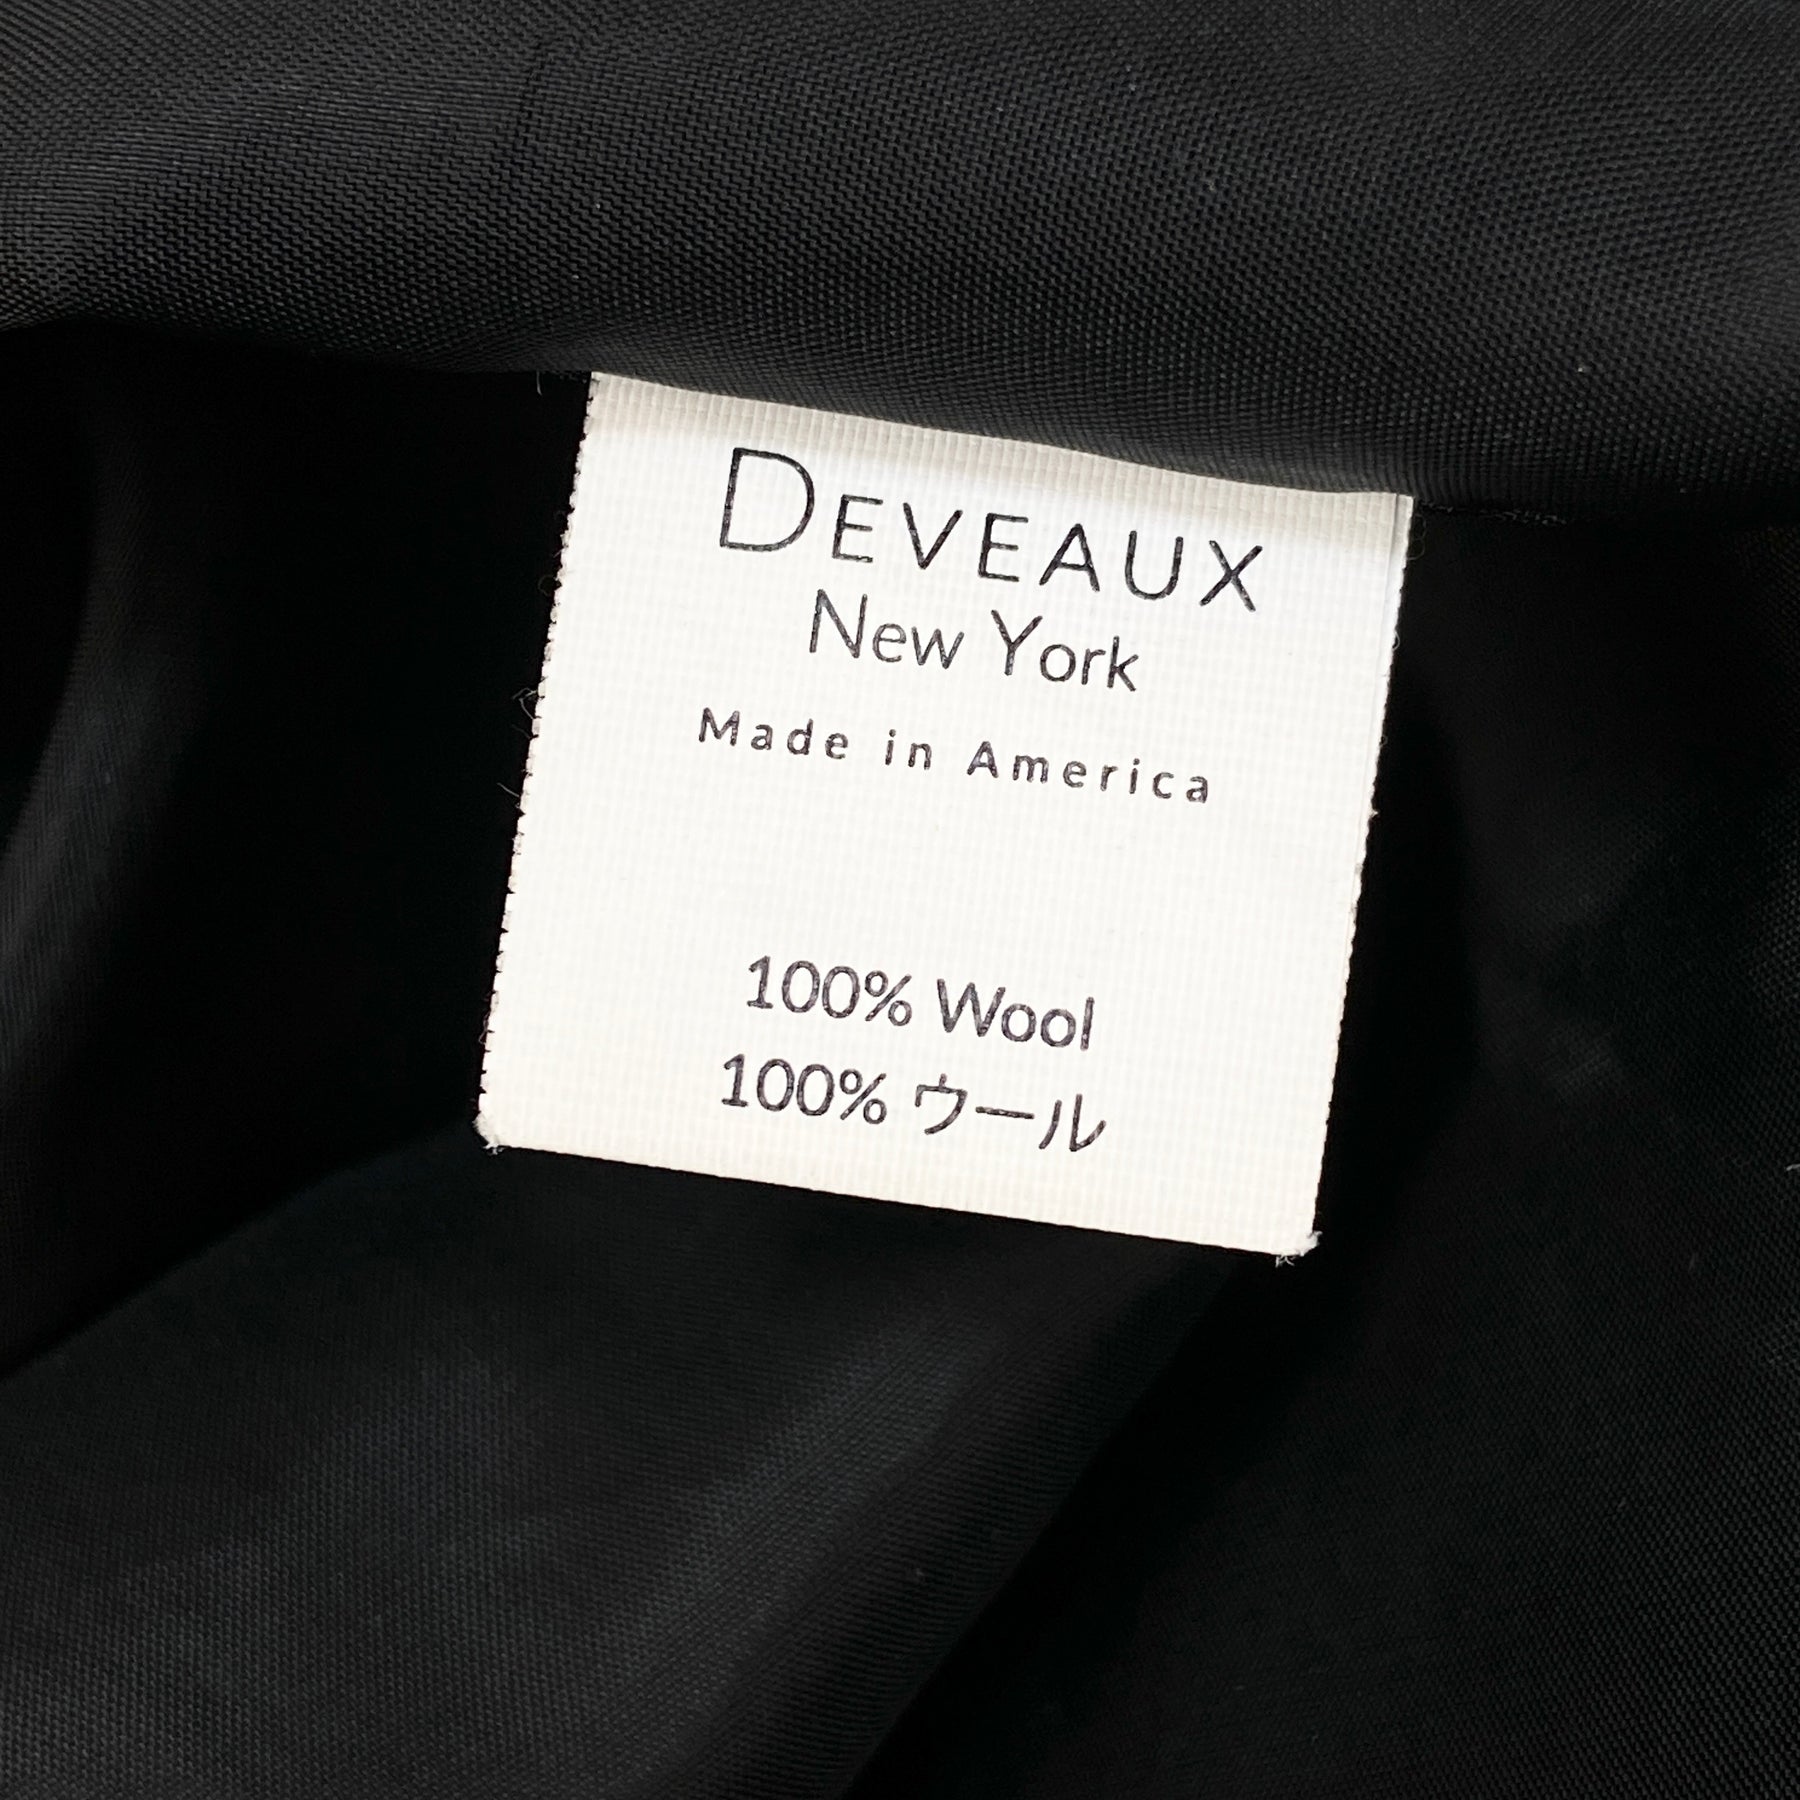 DEVEAUX
New York
Made in America
100% Wool
100% ウール